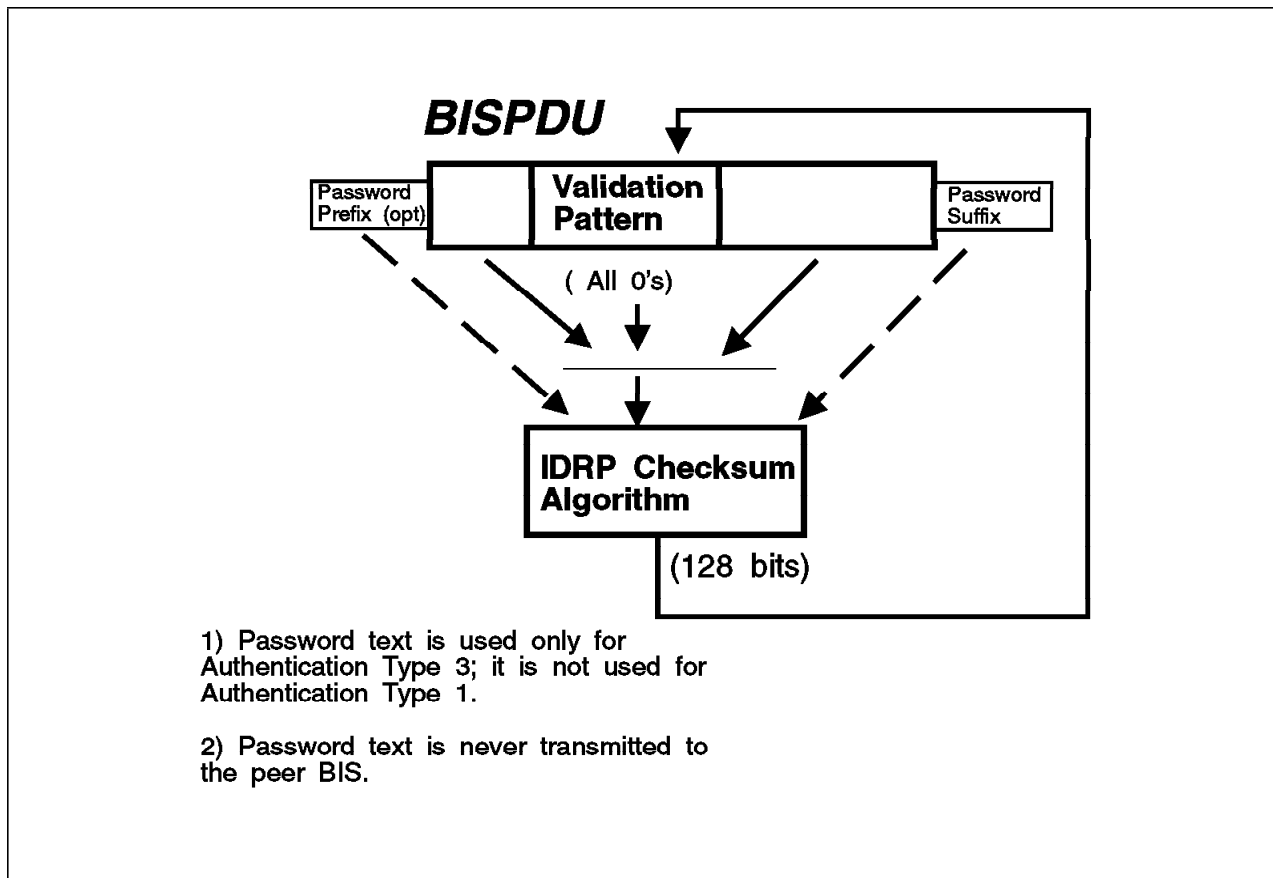 BISPDU
Password
Prefix (opt)
Validation
Pattern
Password
Suffix
( All 0's)
IDRP Checksum
Algorithm
(128 bits)
1) Password text is used only for
Authentication Type 3; it is not used for
Authentication Type 1.
2) Password text is never transmitted to
the peer BIS.